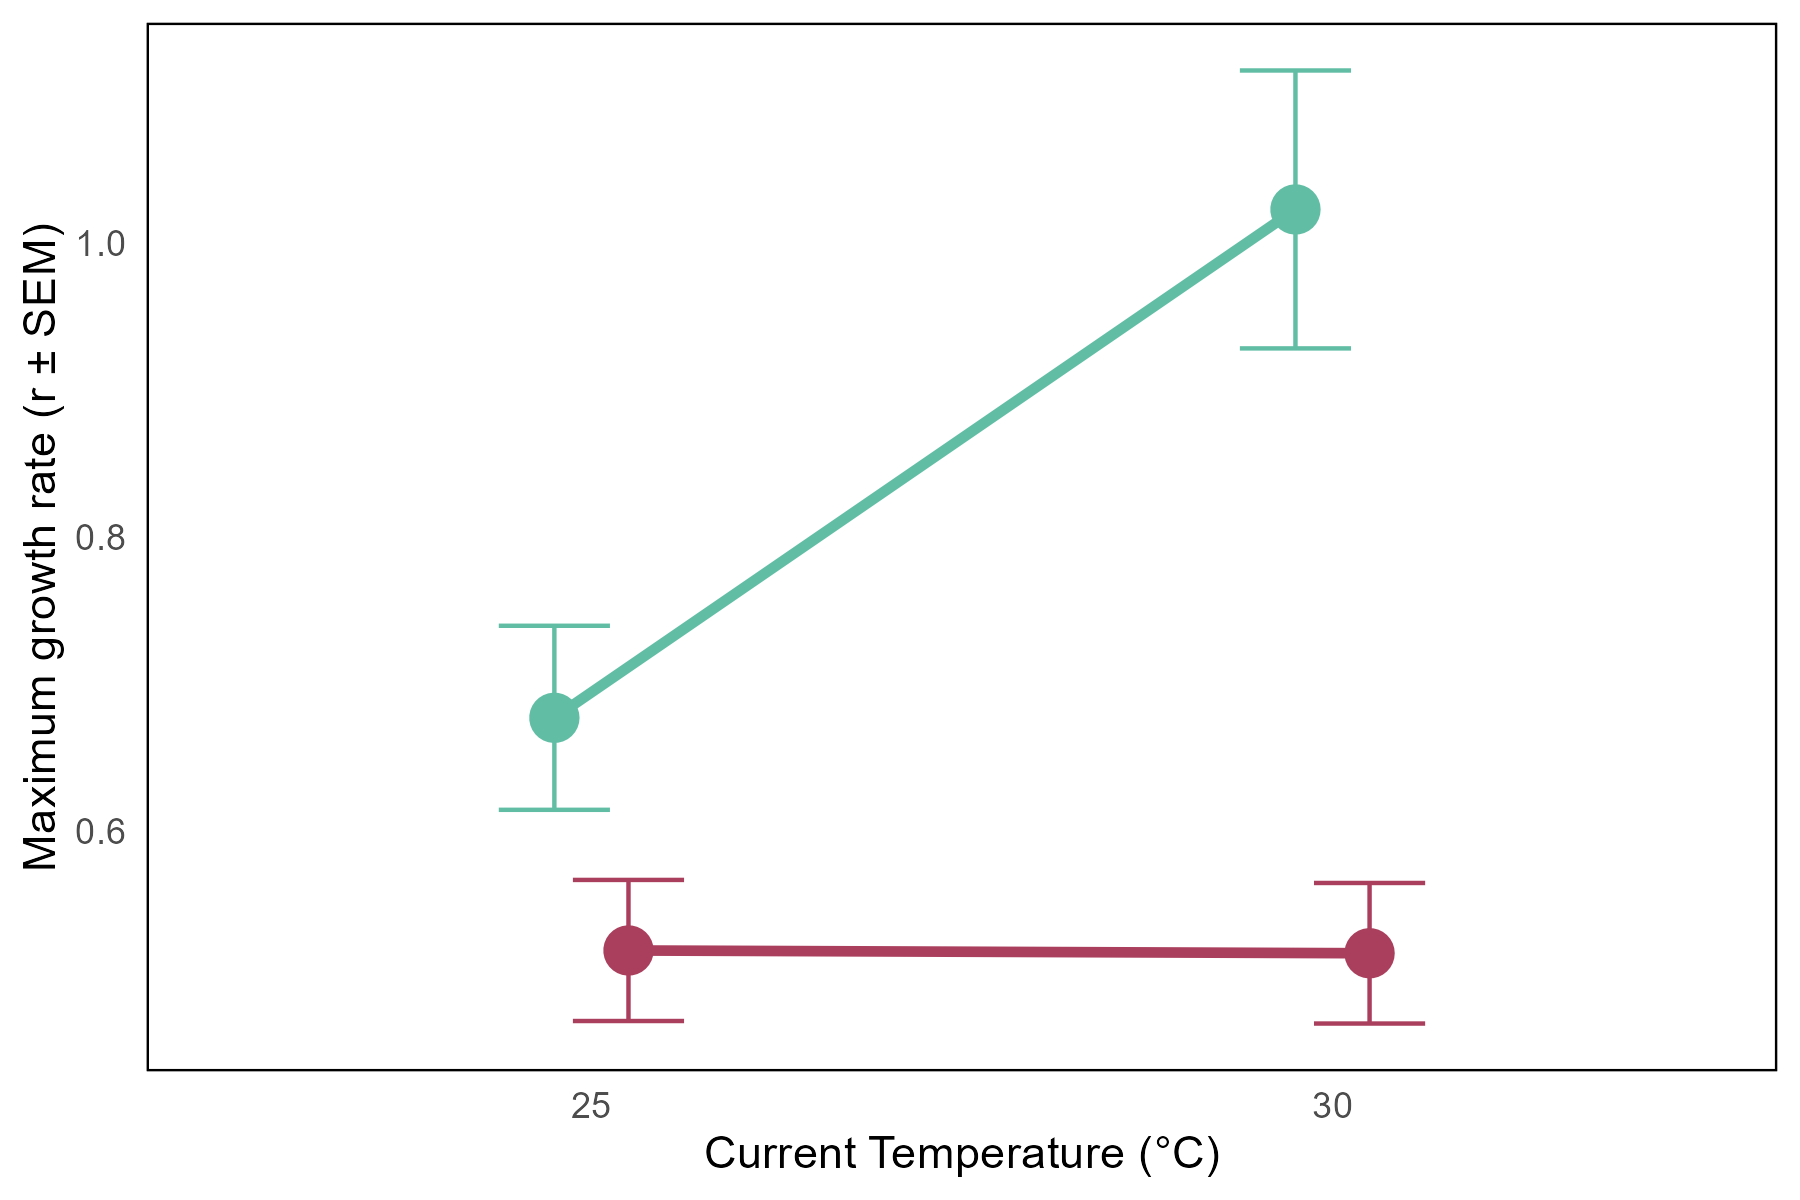 Maximum growth rate (r ± SEM)
1.0
0.8
0.6
25
30
Current Temperature (°C)